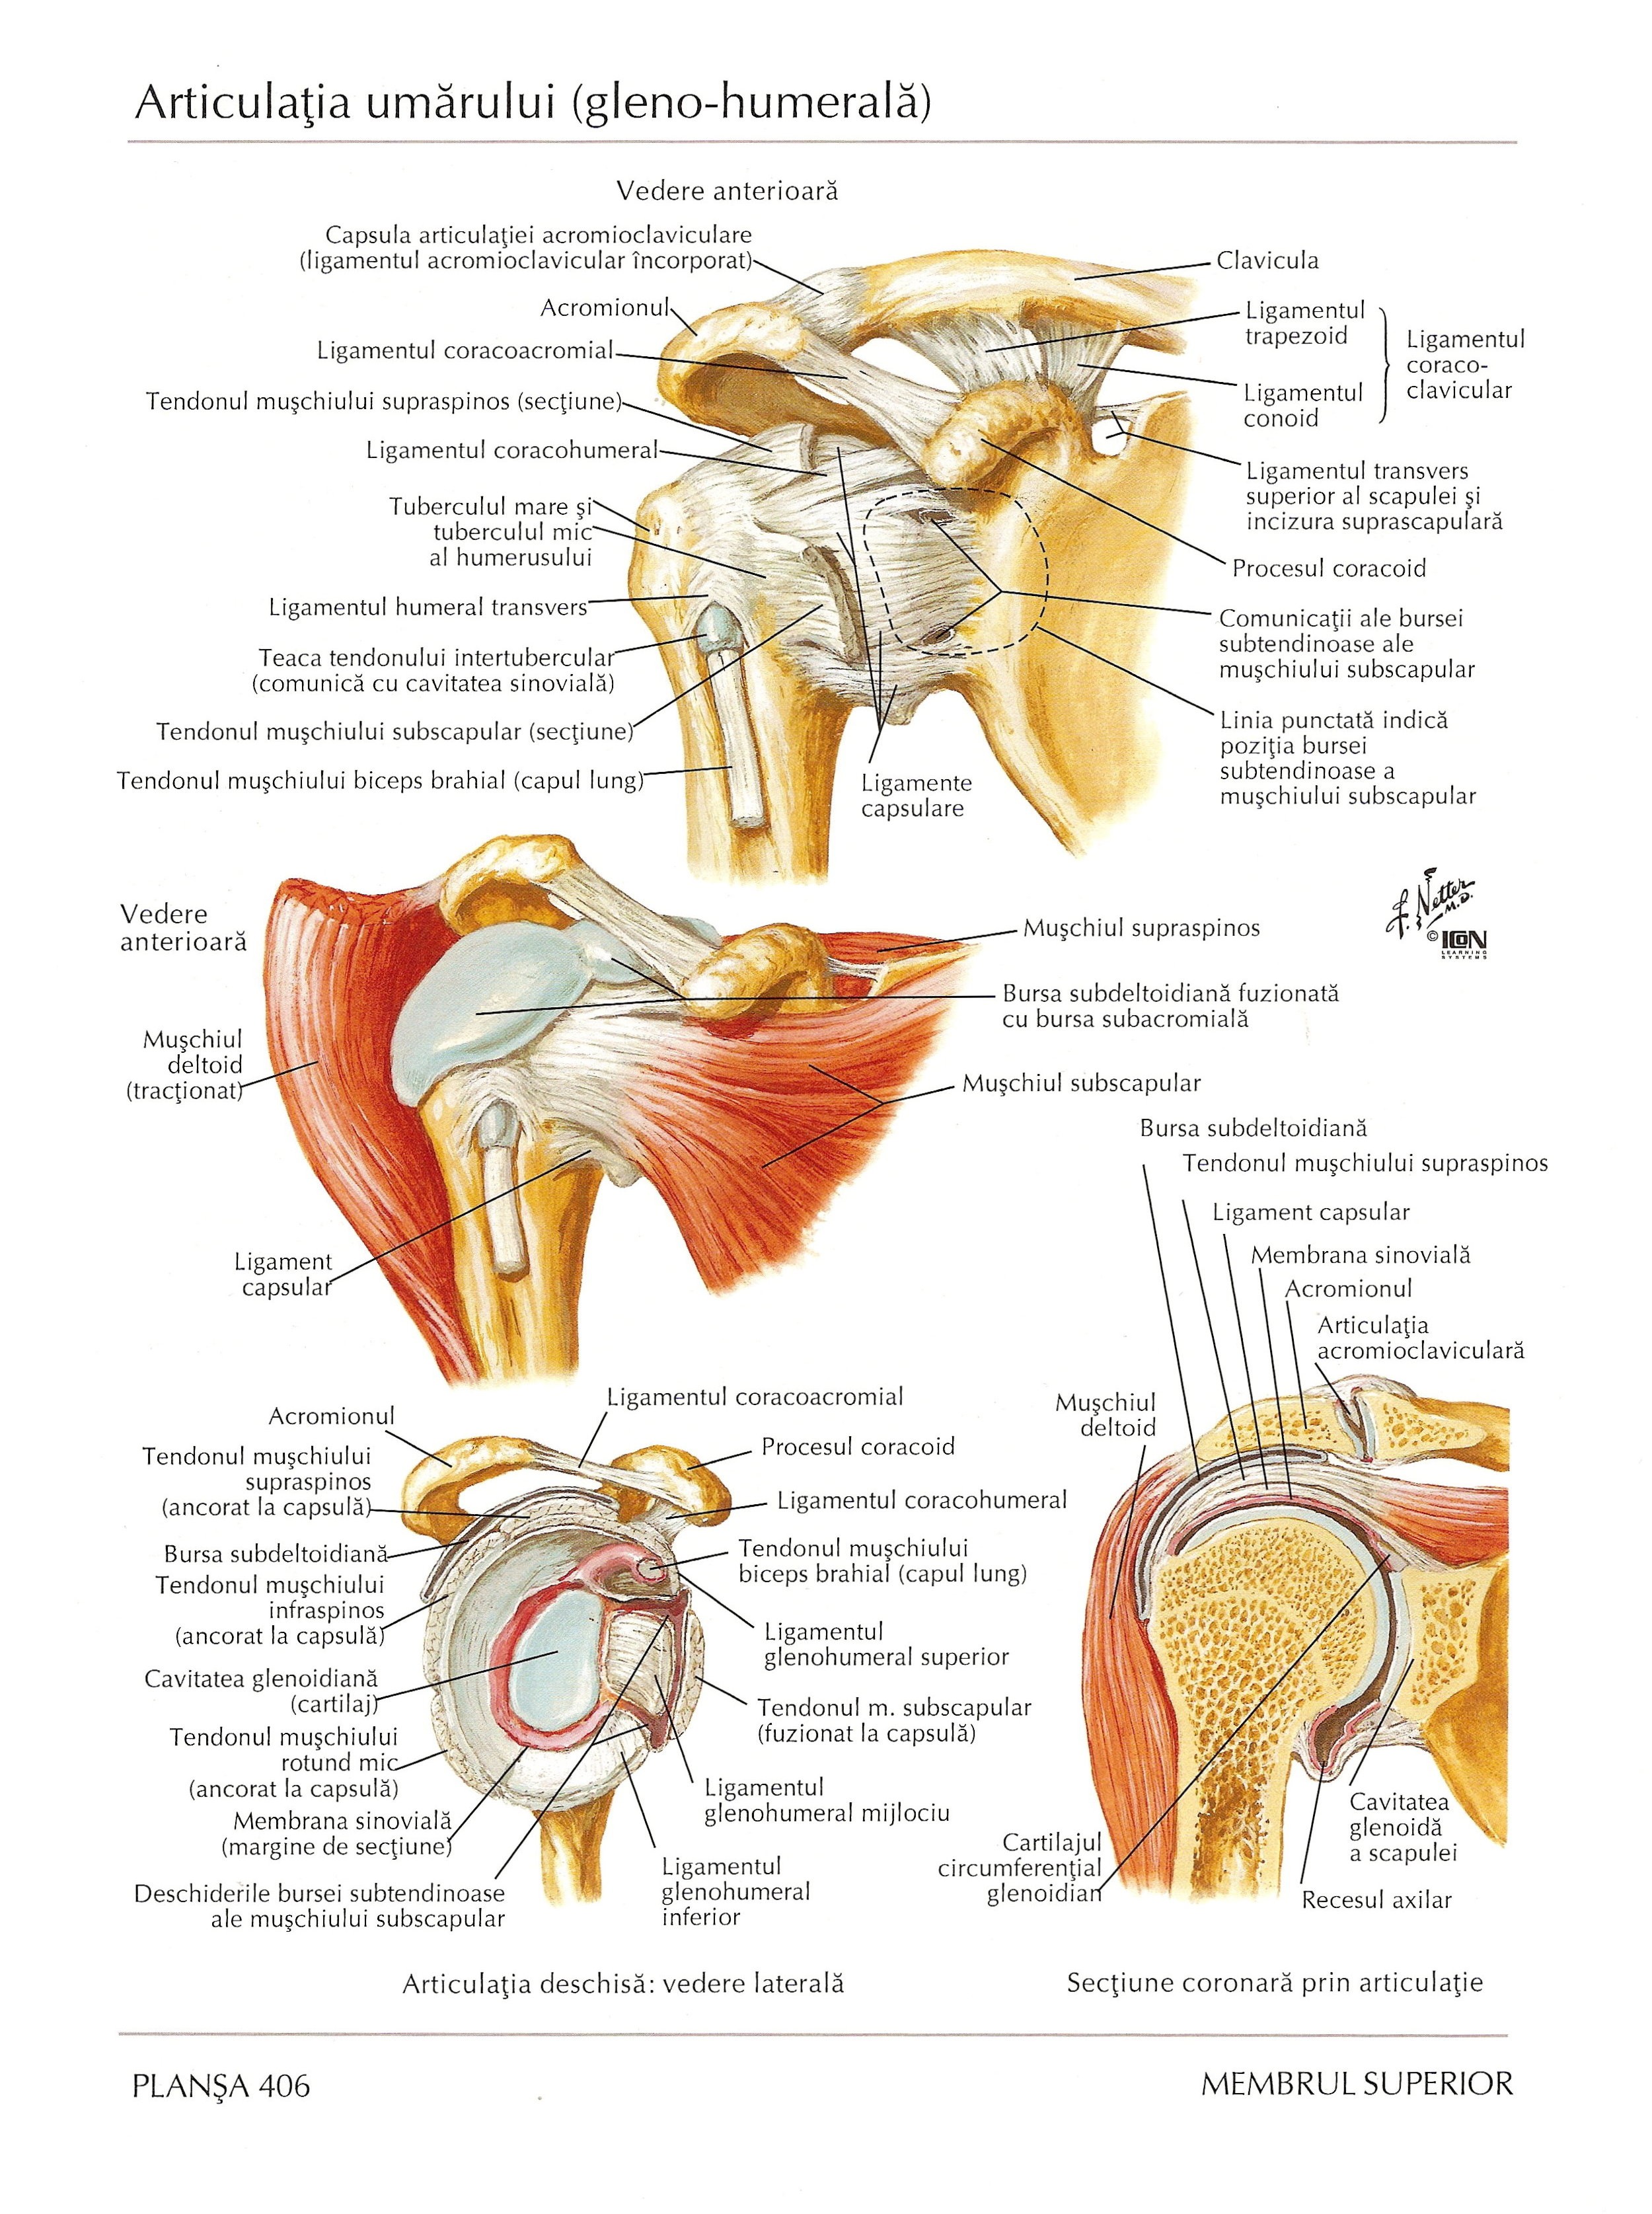 Articulaţia umărului (gleno-humerală)
Vedere anterioară
Capsula articulaţiei acromioclaviculare
(ligamentul acromioclavicular încorporat)
Acromionul
Ligamentul coracoacromial
Tendonul muşchiului supraspinos (secţiune)
Ligamentul coracohumeral
Tuberculul mare şi
tuberculul mic
al humerusului
Ligamentul humeral transvers
Teaca tendonului intertubercular
(comunică cu cavitatea sinovială)
Tendonul muşchiului subscapular (secţiune)
Tendonul muşchiului biceps brahial (capul lung)
Clavicula
Ligamentul
trapezoid
Ligamentul
conoid
Ligamentul
coraco-
clavicular
Ligamentul transvers
superior al scapulei şi
incizura suprascapulară
Procesul coracoid
Comunicaţii ale bursei
subtendinoase ale
muşchiului subscapular
Linia punctată indică
poziţia bursei
subtendinoase a
muşchiului subscapular
Ligamente
capsulare
Vedere
anterioară
Muşchiul
deltoid
(tracţionat)
Ligament
capsular
Muşchiul supraspinos
Bursa subdeltoidiană fuzionată
cu bursa subacromială
Muşchiul subscapular
F. Netter
M.D.
© ICON
LEARNING
SYSTEMS
Bursa subdeltoidiană
Tendonul muşchiului supraspinos
Ligament capsular
Membrana sinovială
Acromionul
Articulaţia
acromioclaviculară
Muşchiul
deltoid
Cartilajul
circumferenţial
glenoidian
Cavitatea
glenoidă
a scapulei
Recesul axilar
Acromionul
Tendonul muşchiului
supraspinos
(ancorat la capsulă)
Bursa subdeltoidiană
Tendonul muşchiului
infraspinos
(ancorat la capsulă)
Cavitatea glenoidiană
(cartilaj)
Tendonul muşchiului
rotund mic
(ancorat la capsulă)
Membrana sinovială
(margine de secţiune)
Deschiderile bursei subtendinoase
ale muşchiului subscapular
Ligamentul coracoacromial
Procesul coracoid
Ligamentul coracohumeral
Tendonul muşchiului
biceps brahial (capul lung)
Ligamentul
glenohumeral superior
Tendonul m. subscapular
(fuzionat la capsulă)
Ligamentul
glenohumeral mijlociu
Ligamentul
glenohumeral
inferior
Articulaţia deschisă: vedere laterală
Secţiune coronară prin articulaţie
PLANŞA 406
MEMBRUL SUPERIOR